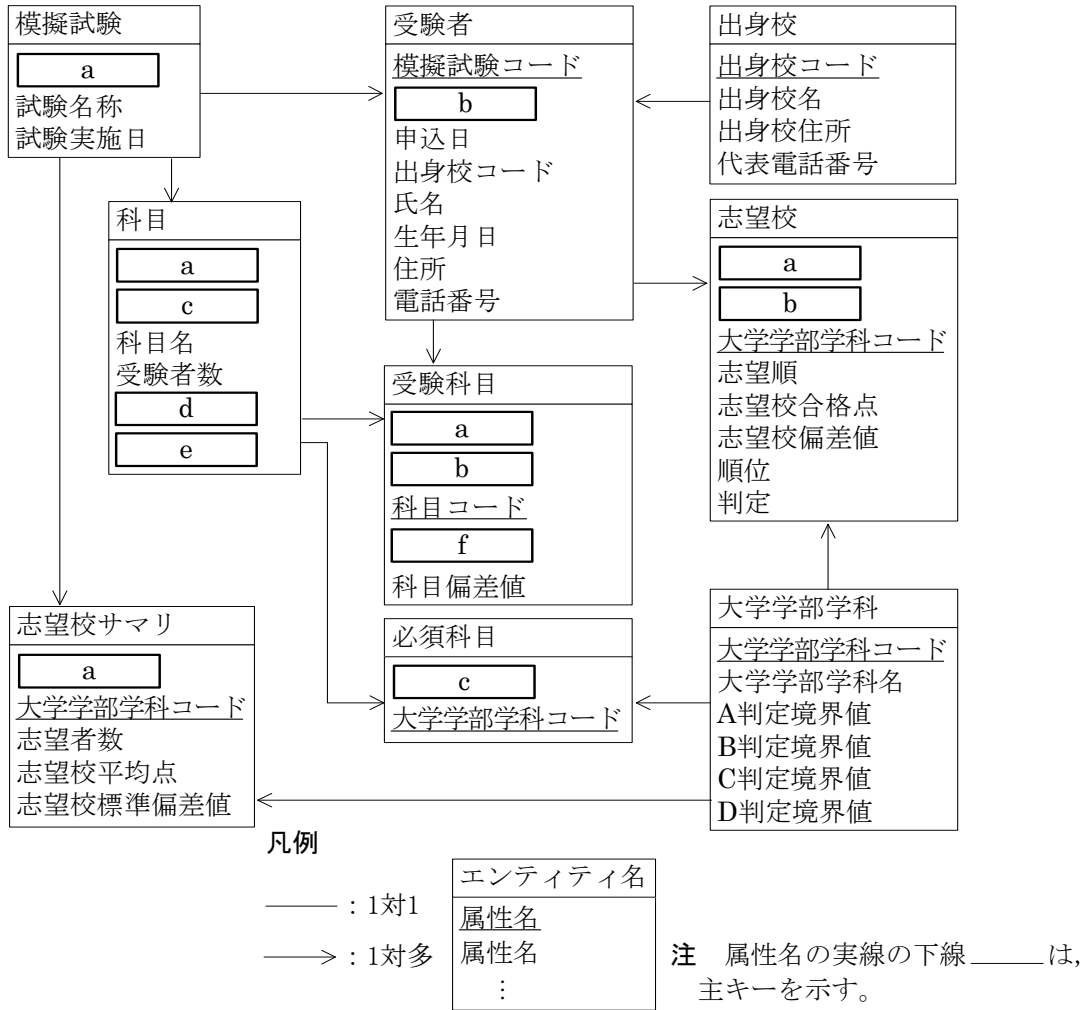 模擬試験
a
試験名称
試験実施日
受験者
模擬試験コード
b
申込日
出身校コード
氏名
生年月日
住所
電話番号
出身校
出身校コード
出身校名
出身校住所
代表電話番号
科目
a
c
科目名
受験者数
d
e
志望校
a
b
大学学部学科コード
志望順
志望校合格点
志望校偏差値
順位
判定
受験科目
a
b
科目コード
f
科目偏差値
志望校サマリ
a
大学学部学科コード
志望者数
志望校平均点
志望校標準偏差値
必須科目
c
大学学部学科コード
大学学部学科
大学学部学科コード
大学学部学科名
A判定境界値
B判定境界値
C判定境界値
D判定境界値
凡例
：1対1
：1対多
エンティティ名
属性名
属性名
⋮
注　属性名の実線の下線＿＿＿は，
主キーを示す。